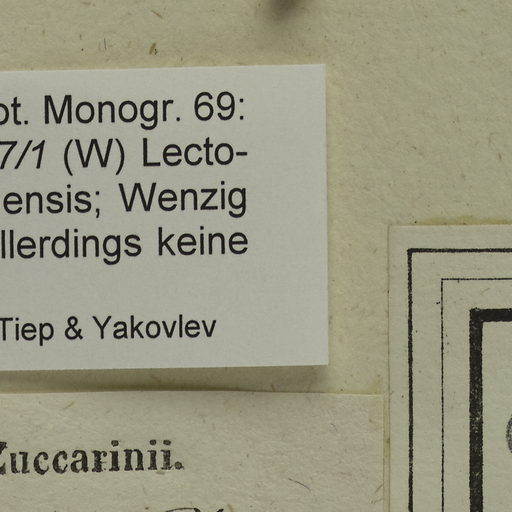 ot. Monogr. 69:
7/1 (W) Lecto-
ensis; Wenzig
llerdings keine
Tiep & Yakovlev
Zuccarinii.